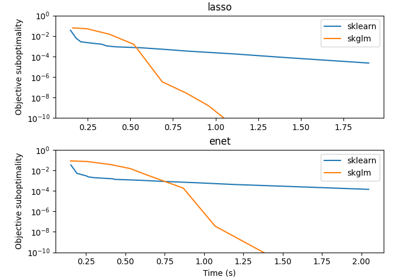 lasso
10^0
10^-2
10^-4
10^-6
10^-8
10^-10
Objective suboptimality
sklearn
skglm
0.25 0.50 0.75 1.00 1.25 1.50 1.75
enet
10^0
10^-2
10^-4
10^-6
10^-8
10^-10
Objective suboptimality
sklearn
skglm
0.25 0.50 0.75 1.00 1.25 1.50 1.75 2.00
Time (s)